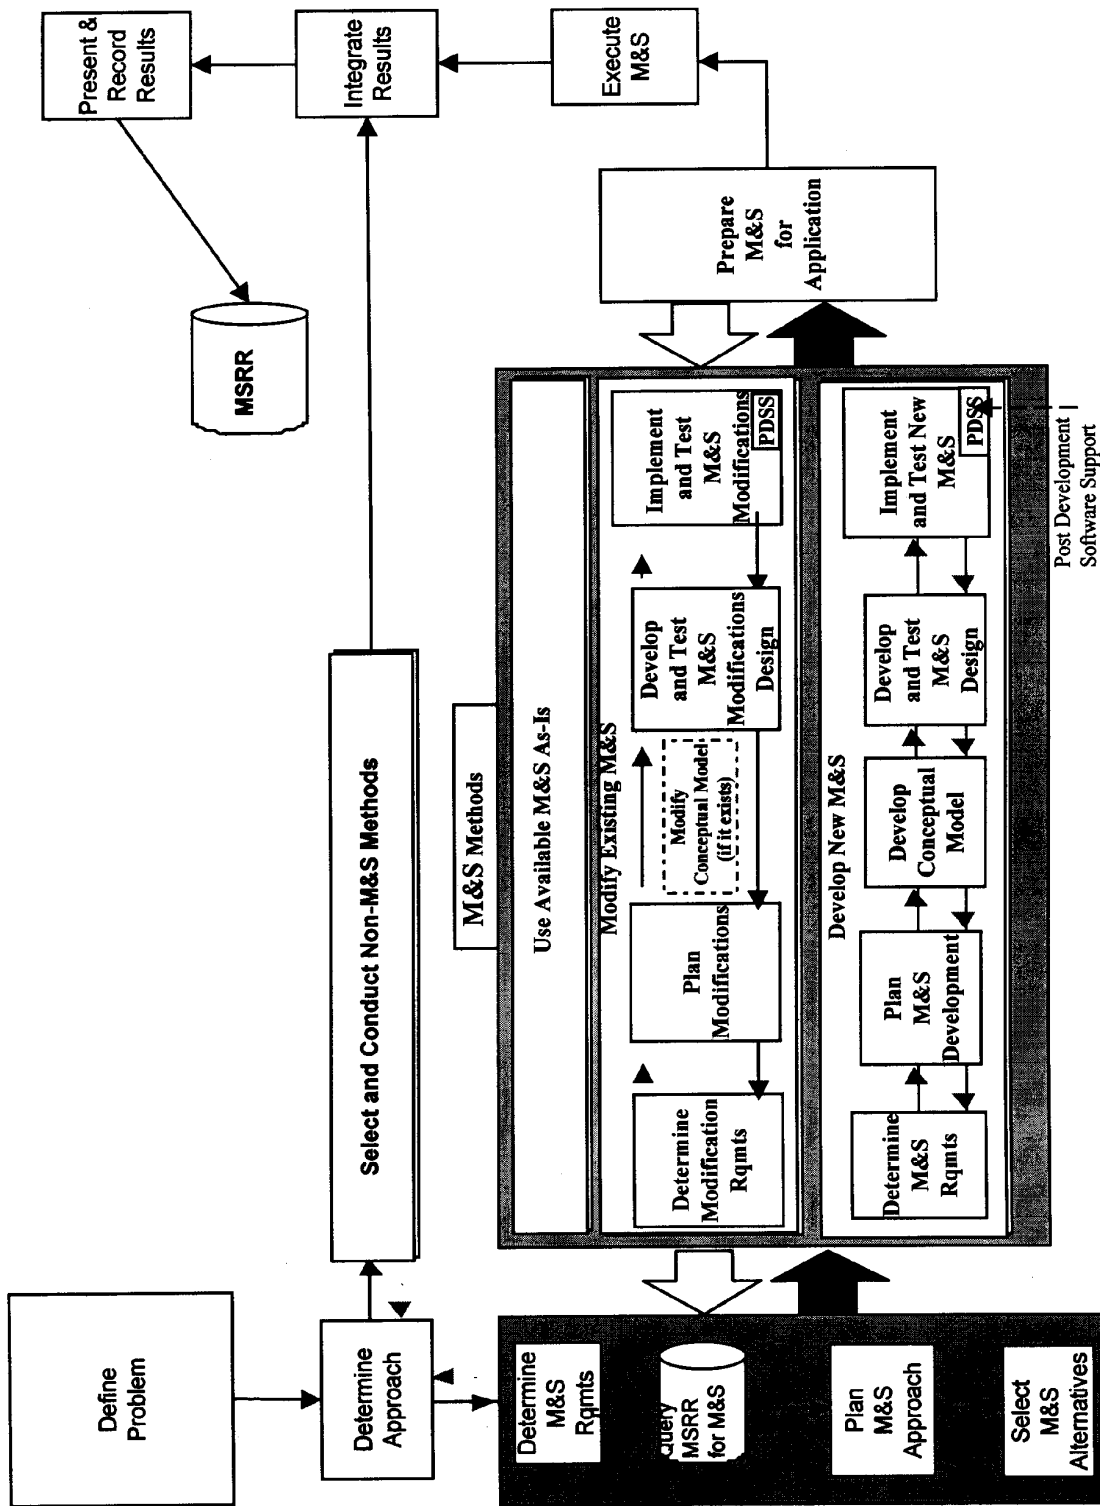 Define
Problem
Determine
Approach
Select and Conduct Non-M&S Methods
Integrate
Results
Present &
Record
Results
MSRR
Execute
M&S
Prepare
M&S
for
Application
Determine
M&S
Rqmts
Query
MSRR
for M&S
Plan
M&S
Approach
Select
M&S
Alternatives
M&S Methods
Use Available M&S As-Is
Modify Existing M&S
Determine
Modification
Rqmts
Plan
Modifications
Modify
Conceptual Model
(if it exists)
Develop
and Test
M&S
Modifications
Design
Implement
and Test
M&S
Modifications
PDSS
Develop New M&S
Determine
M&S
Rqmts
Plan
M&S
Development
Develop
Conceptual
Model
Develop
and Test
M&S
Design
Implement
and Test New
M&S
PDSS
Post Development
Software Support